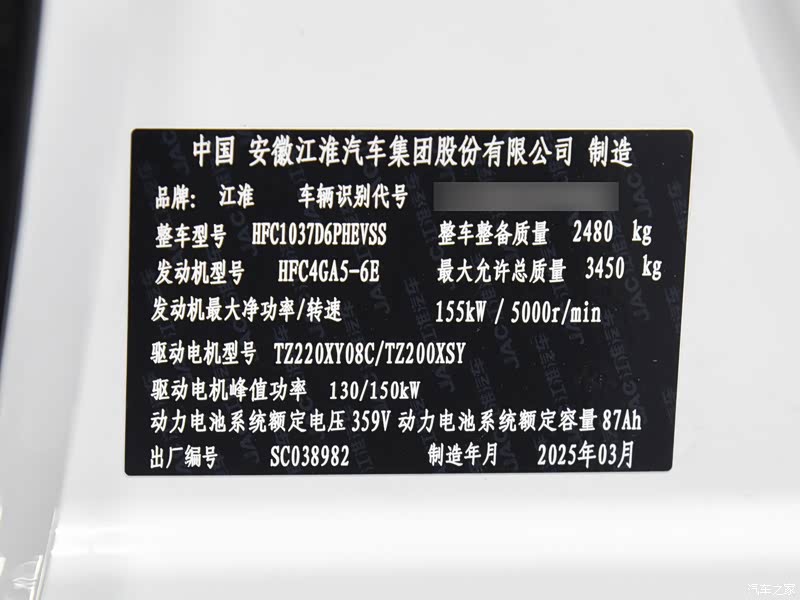 中国 安徽江淮汽车集团股份有限公司 制造
品牌: 江淮 车辆识别代号
整车型号 HFC1037D6PHEVSS 整车整备质量 2480 kg
发动机型号 HFC4GA5-6E 最大允许总质量 3450 kg
发动机最大净功率/转速 155kW / 5000r/min
驱动电机型号 TZ220XY08C/TZ200XSY
驱动电机峰值功率 130/150kW
动力电池系统额定电压 359V 动力电池系统额定容量 87Ah
出厂编号 SC038982 制造年月 2025年03月
汽车之家